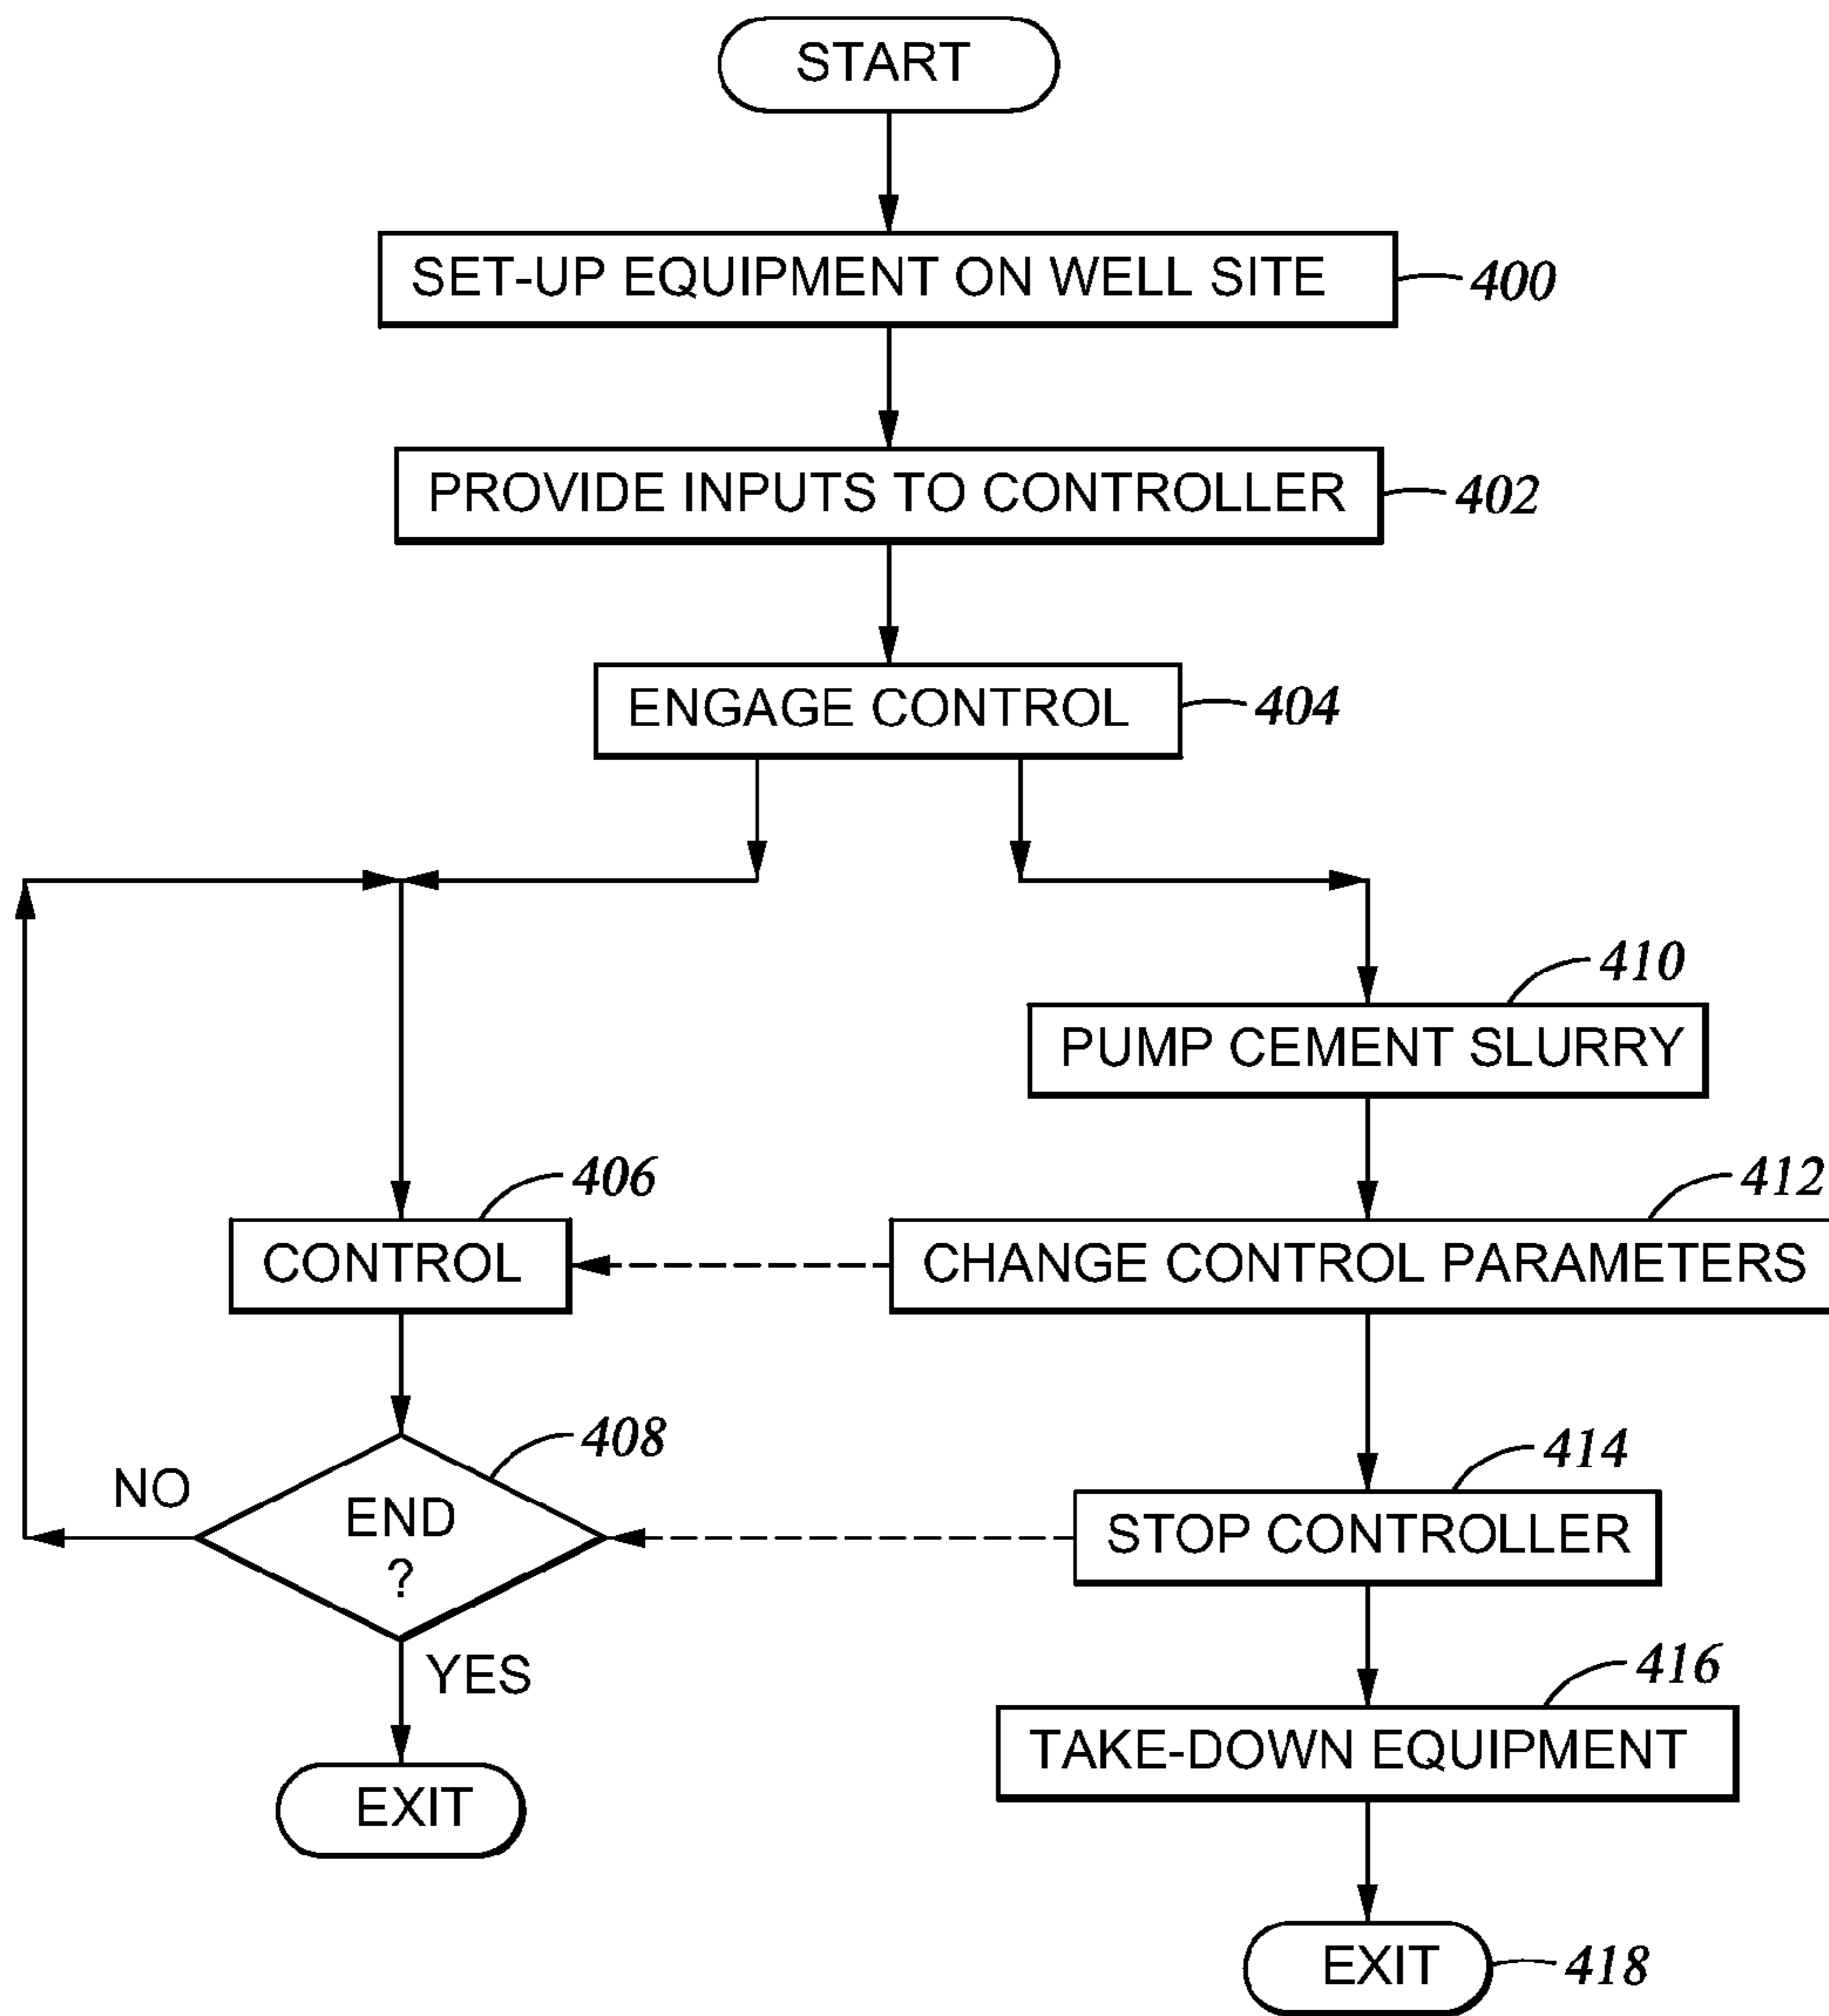 START
SET-UP EQUIPMENT ON WELL SITE
400
PROVIDE INPUTS TO CONTROLLER
402
ENGAGE CONTROL
404
410
PUMP CEMENT SLURRY
406
412
CONTROL
CHANGE CONTROL PARAMETERS
408
414
NO
END
?
STOP CONTROLLER
YES
416
TAKE-DOWN EQUIPMENT
EXIT
EXIT
418